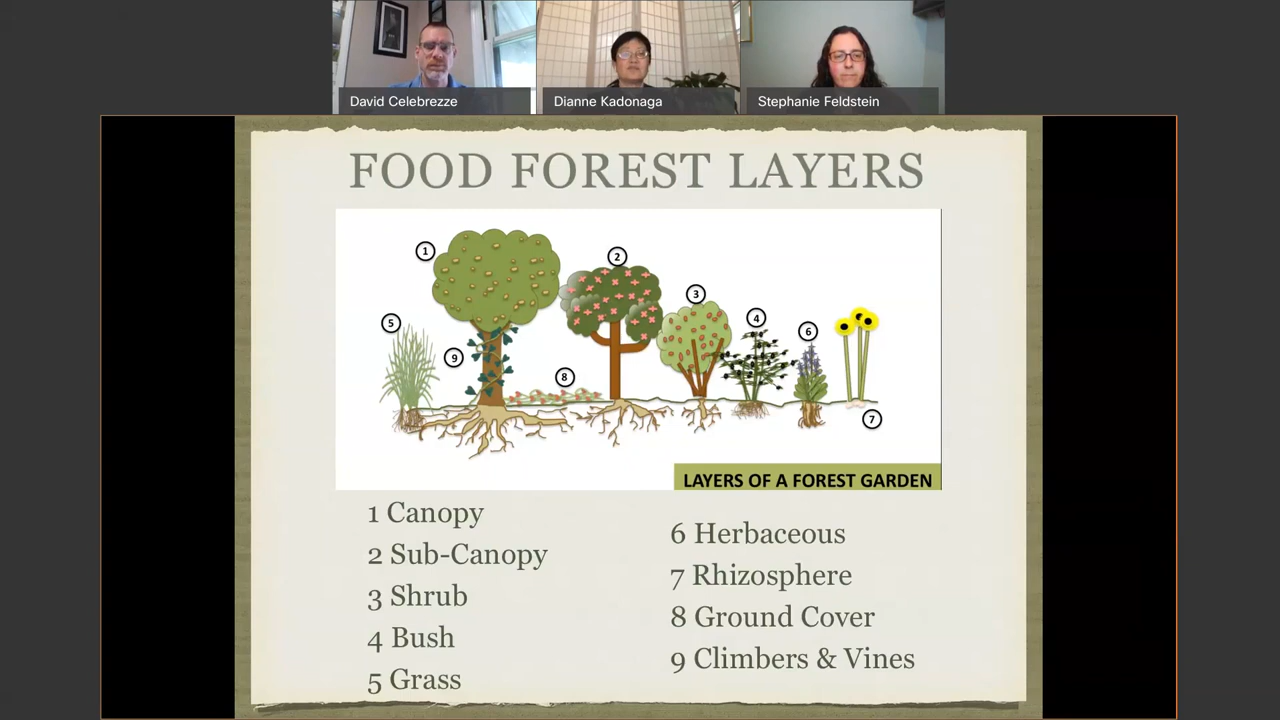 David Celebrezze
Dianne Kadonaga
Stephanie Feldstein
FOOD FOREST LAYERS
1
2
3
4
5
6
9
8
7
LAYERS OF A FOREST GARDEN
1 Canopy
2 Sub-Canopy
3 Shrub
4 Bush
5 Grass
6 Herbaceous
7 Rhizosphere
8 Ground Cover
9 Climbers & Vines